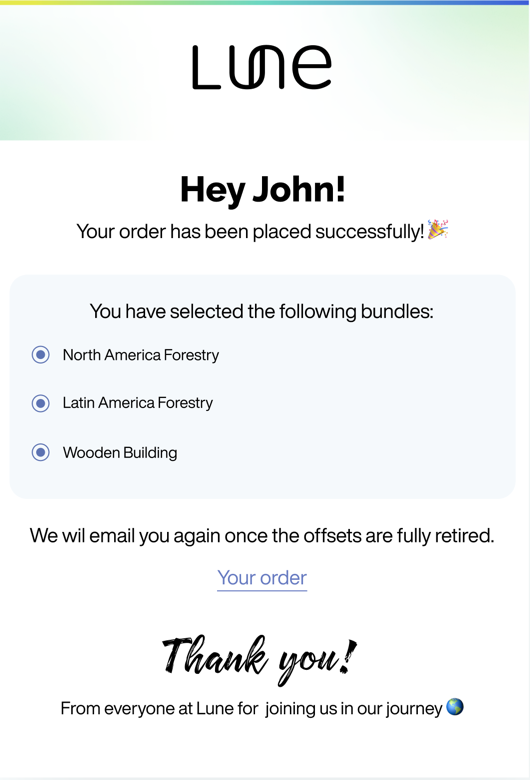 Lune
Hey John!
Your order has been placed successfully! 🎉
You have selected the following bundles:
North America Forestry
Latin America Forestry
Wooden Building
We wil email you again once the offsets are fully retired.
Your order
Thank you!
From everyone at Lune for  joining us in our journey 🌎